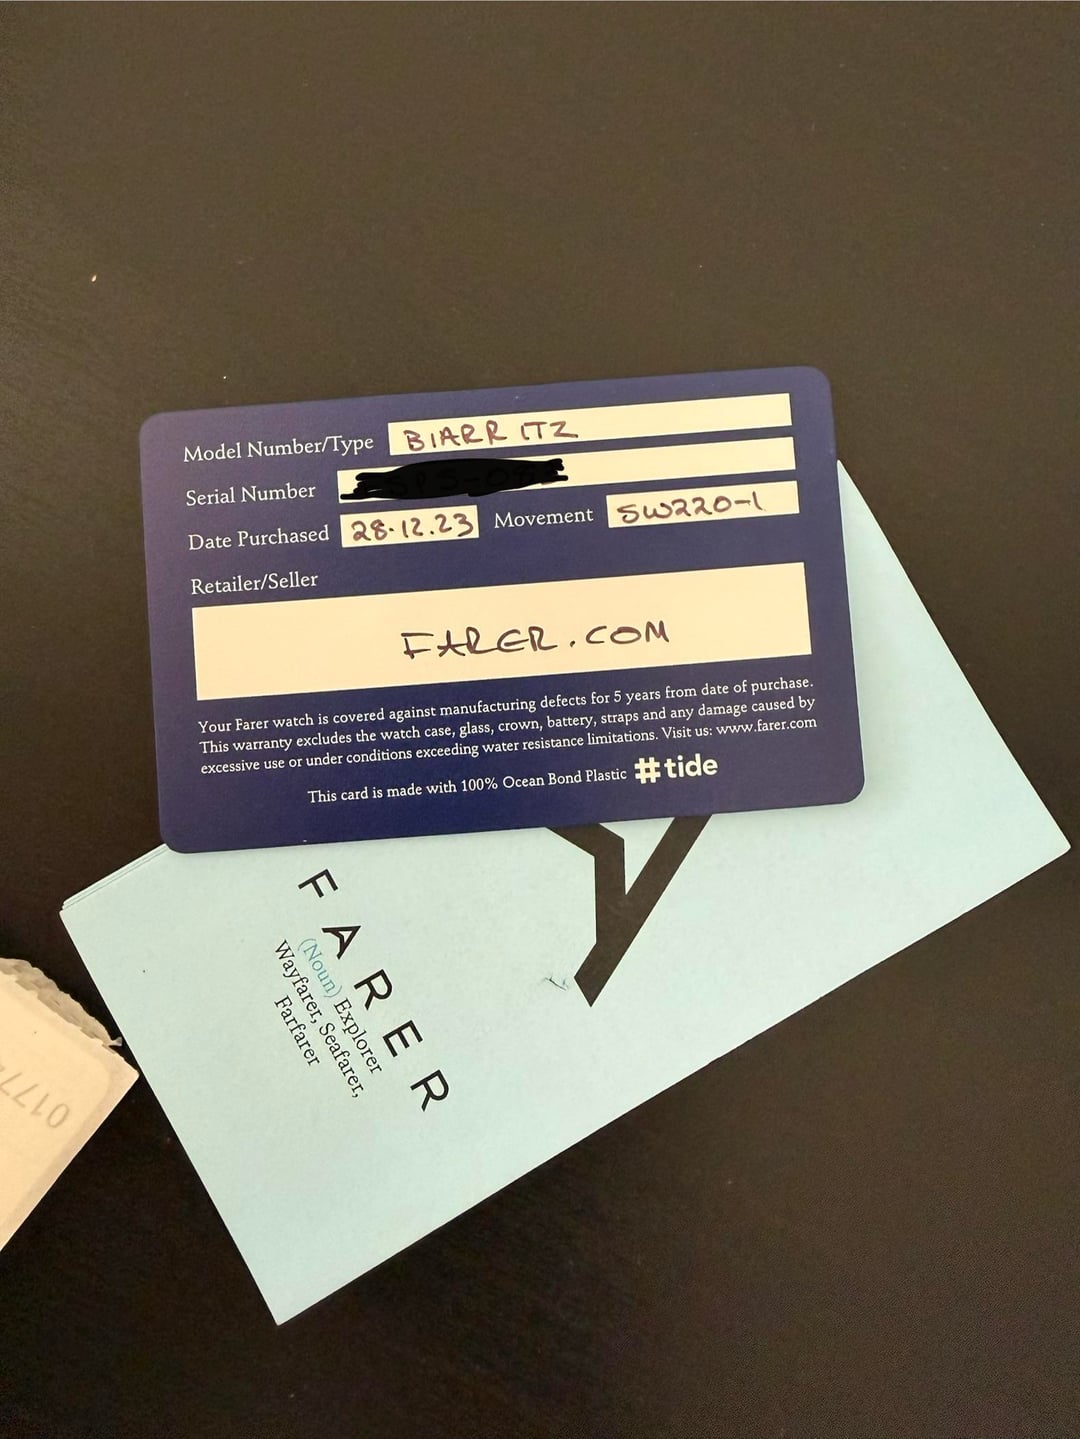 Model Number/Type BIARRITZ
Serial Number
Date Purchased 28.12.23 Movement SW220-1
Retailer/Seller
FARER.COM
Your Farer watch is covered against manufacturing defects for 5 years from date of purchase.
This warranty excludes the watch case, glass, crown, battery, straps and any damage caused by
excessive use or under conditions exceeding water resistance limitations. Visit us: www.farer.com
This card is made with 100% Ocean Bond Plastic #tide
FARER
(Noun) Explorer
Wayfarer, Seafarer,
Farfarer